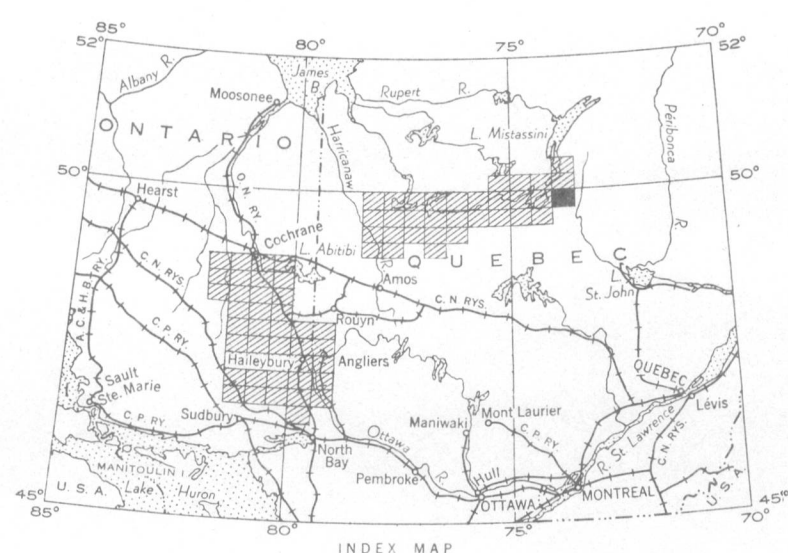 85°
80°
75°
70°
52°
52°
James
B.
Albany R.
Moosonee
Rupert R.
L. Mistassini
Péribonca
R.
ONTARIO
Harricanaw
R.
50°
50°
Hearst
O.N. RY.
Cochrane
L. Abitibi
QUEBEC
C.N. RYS.
Amos
C.N. RYS.
L.
St. John
A.C. & H.B. RY.
C.P. RY.
Rouyn
Haileybury
Angliers
QUEBEC
Sault
Ste. Marie
Lévis
C.P. RY.
Sudbury
Maniwaki
Mont Laurier
C.P. RY
Ottawa
R.
R. St. Lawrence
C.N. RYS.
North
Bay
MANITOULIN I.
Pembroke
Hull
U.S.A.
Lake Huron
OTTAWA
MONTREAL
U.S.A.
45°
45°
85°
80°
75°
70°
INDEX MAP